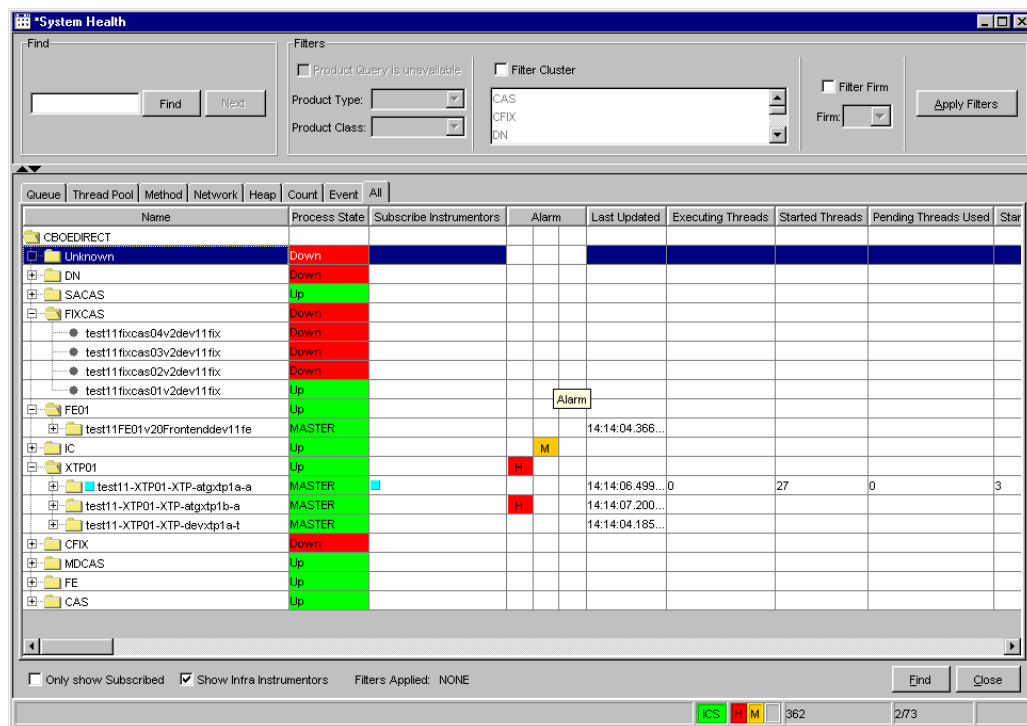 *System Health
Find
Find
Next
Filters
Product Query is unavailable
Product Type:
Product Class:
Filter Cluster
CAS
CFIX
DN
Filter Firm
Firm:
Apply Filters
Queue Thread Pool Method Network Heap Count Event All
Name Process State Subscribe Instrumentors Alarm Last Updated Executing Threads Started Threads Pending Threads Used Star
CBOEDIRECT
Unknown Down
DN Down
SACAS Up
FIXCAS Down
test11fixcas04v2dev11fix Down
test11fixcas03v2dev11fix Down
test11fixcas02v2dev11fix Down
test11fixcas01v2dev11fix Up
Alarm
FE01 Up
test11FE01v20Frontenddev11fe MASTER 14:14:04.366...
IC Up M
XTP01 Up H
test11-XTP01-XTP-atgxtp1a-a MASTER 14:14:06.499... 0 27 0 3
test11-XTP01-XTP-atgxtp1b-a MASTER H 14:14:07.200...
test11-XTP01-XTP-devxtp1a-t MASTER 14:14:04.185...
CFIX Down
MDCAS Up
FE Up
CAS Up
Only show Subscribed Show Infra Instrumentors Filters Applied: NONE Find Close
ICS H M 362 2/73